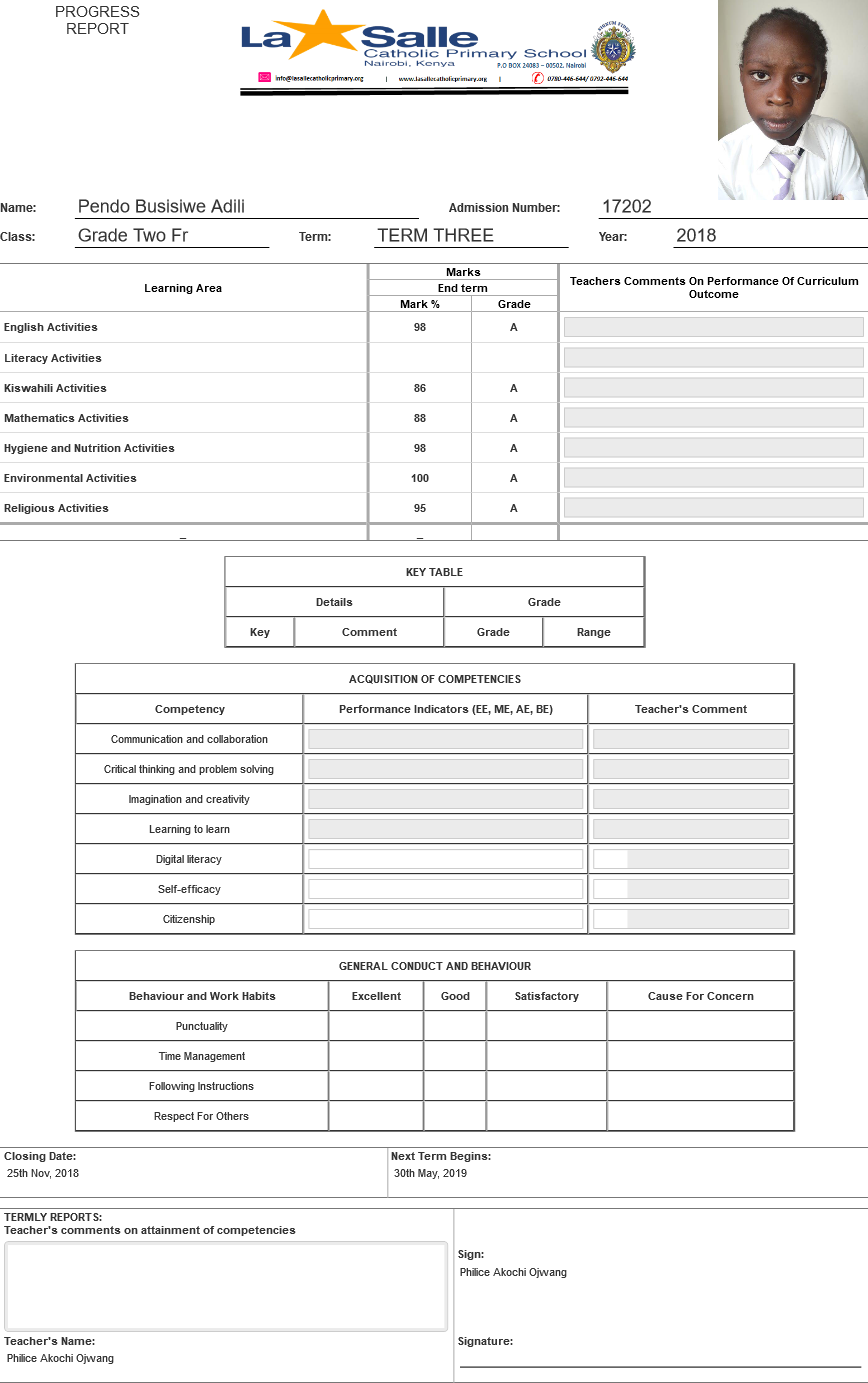 PROGRESS
REPORT
La Salle
Catholic Primary School
Nairobi, Kenya
P.O BOX 24083 – 00502, Nairobi
info@lasallecatholicprimary.org | www.lasallecatholicprimary.org | 0780-446-644/ 0792-446-644
Name: Pendo Busisiwe Adili Admission Number: 17202
Class: Grade Two Fr Term: TERM THREE Year: 2018
Learning Area Marks Teachers Comments On Performance Of Curriculum Outcome
End term
Mark % Grade
English Activities 98 A
Literacy Activities
Kiswahili Activities 86 A
Mathematics Activities 88 A
Hygiene and Nutrition Activities 98 A
Environmental Activities 100 A
Religious Activities 95 A
_ _
KEY TABLE
Details Grade
Key Comment Grade Range
ACQUISITION OF COMPETENCIES
Competency Performance Indicators (EE, ME, AE, BE) Teacher's Comment
Communication and collaboration
Critical thinking and problem solving
Imagination and creativity
Learning to learn
Digital literacy
Self-efficacy
Citizenship
GENERAL CONDUCT AND BEHAVIOUR
Behaviour and Work Habits Excellent Good Satisfactory Cause For Concern
Punctuality
Time Management
Following Instructions
Respect For Others
Closing Date: Next Term Begins:
25th Nov, 2018 30th May, 2019
TERMLY REPORTS:
Teacher's comments on attainment of competencies
Sign:
Philice Akochi Ojwang
Teacher's Name: Signature:
Philice Akochi Ojwang